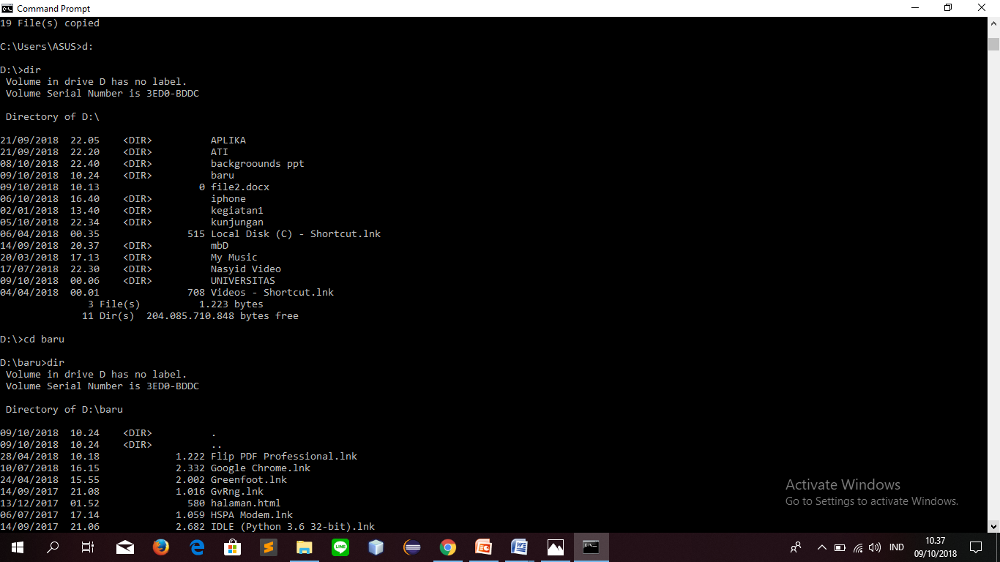 Command Prompt
19 File(s) copied
C:\Users\ASUS>d:
D:\>dir
Volume in drive D has no label.
Volume Serial Number is 3ED0-BDDC
Directory of D:\
21/09/2018  22.05    <DIR>          APLIKA
21/09/2018  22.20    <DIR>          ATI
08/10/2018  22.40    <DIR>          backgroounds ppt
09/10/2018  10.24    <DIR>          baru
09/10/2018  10.13                 0 file2.docx
06/10/2018  16.40    <DIR>          iphone
02/01/2018  13.40    <DIR>          kegiatan1
05/10/2018  22.34    <DIR>          kunjungan
06/04/2018  00.35               515 Local Disk (C) - Shortcut.lnk
14/09/2018  20.37    <DIR>          mbD
20/03/2018  17.13    <DIR>          My Music
17/07/2018  22.30    <DIR>          Nasyid Video
09/10/2018  00.06    <DIR>          UNIVERSITAS
04/04/2018  00.01               708 Videos - Shortcut.lnk
3 File(s)          1.223 bytes
11 Dir(s)  204.085.710.848 bytes free
D:\>cd baru
D:\baru>dir
Volume in drive D has no label.
Volume Serial Number is 3ED0-BDDC
Directory of D:\baru
09/10/2018  10.24    <DIR>          .
09/10/2018  10.24    <DIR>          ..
28/04/2018  10.18             1.222 Flip PDF Professional.lnk
10/07/2018  16.15             2.332 Google Chrome.lnk
24/04/2018  15.55             2.002 Greenfoot.lnk
14/09/2017  21.08             1.016 GvRng.lnk
13/12/2017  01.52               580 halaman.html
06/07/2017  17.14             1.059 HSPA Modem.lnk
14/09/2017  21.06             2.682 IDLE (Python 3.6 32-bit).lnk
Activate Windows
Go to Settings to activate Windows.
IND
10.37
09/10/2018